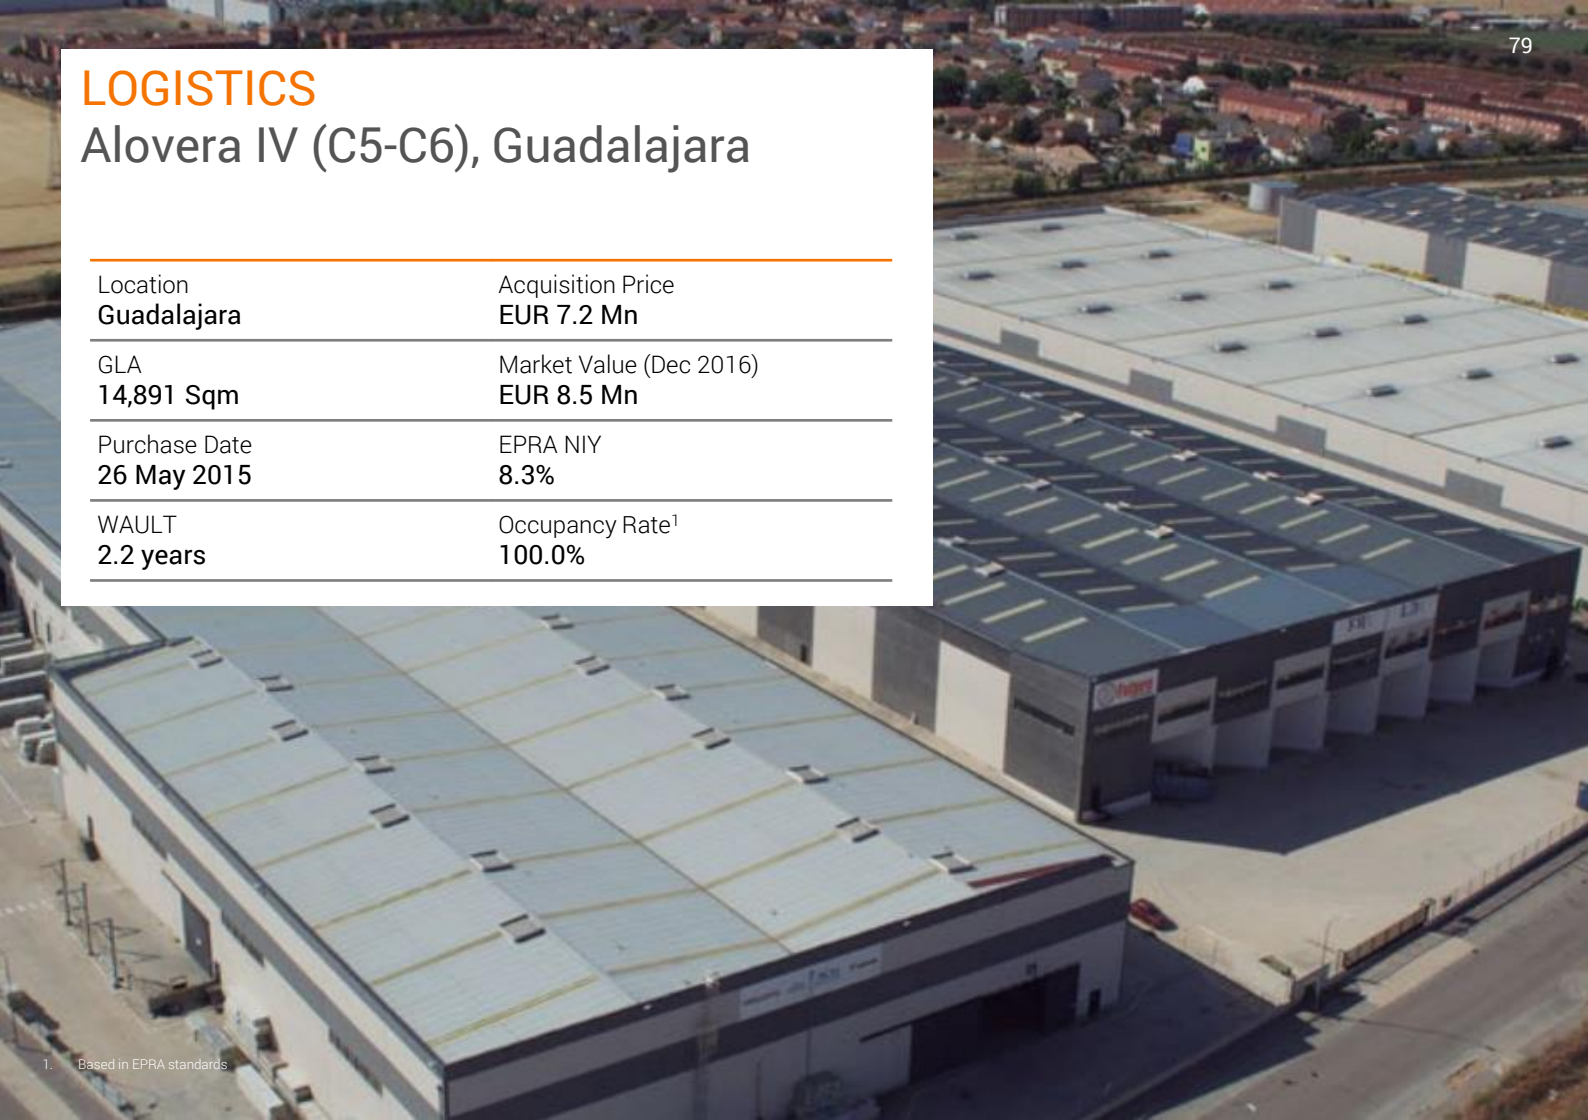 79
LOGISTICS
Alovera IV (C5-C6), Guadalajara
Location
Guadalajara
Acquisition Price
EUR 7.2 Mn
GLA
14,891 Sqm
Market Value (Dec 2016)
EUR 8.5 Mn
Purchase Date
26 May 2015
EPRA NIY
8.3%
WAULT
2.2 years
Occupancy Rate1
100.0%
1. Based in EPRA standards